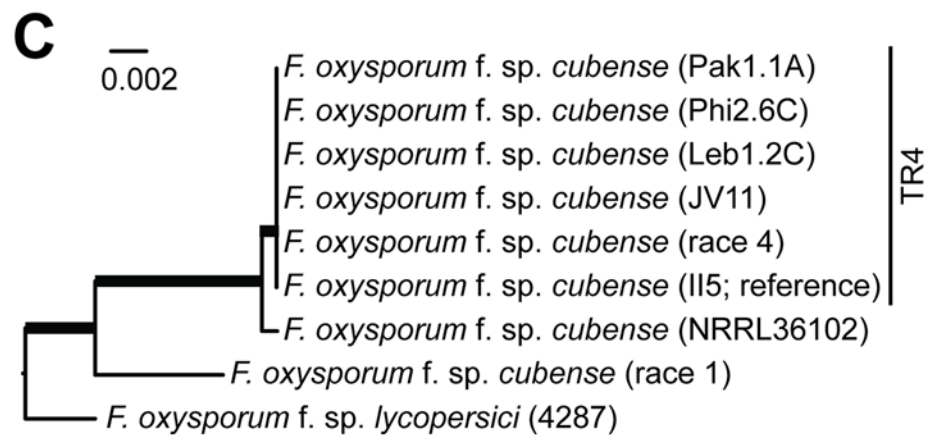 C
0.002
F. oxysporum f. sp. cubense (Pak1.1A)
F. oxysporum f. sp. cubense (Phi2.6C)
F. oxysporum f. sp. cubense (Leb1.2C)
F. oxysporum f. sp. cubense (JV11)
F. oxysporum f. sp. cubense (race 4)
F. oxysporum f. sp. cubense (II5; reference)
TR4
F. oxysporum f. sp. cubense (NRRL36102)
F. oxysporum f. sp. cubense (race 1)
F. oxysporum f. sp. lycopersici (4287)